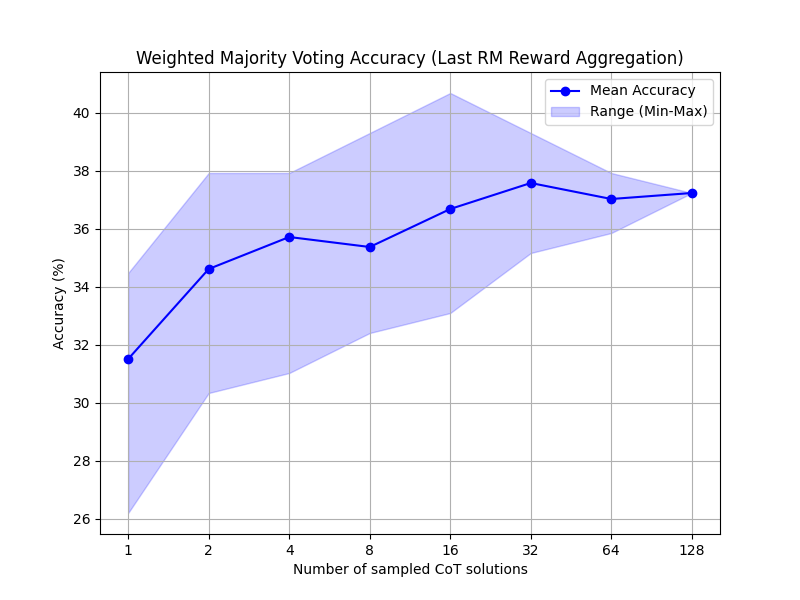 Weighted Majority Voting Accuracy (Last RM Reward Aggregation)
Mean Accuracy
Range (Min-Max)
Accuracy (%)
40
38
36
34
32
30
28
26
1 2 4 8 16 32 64 128
Number of sampled CoT solutions